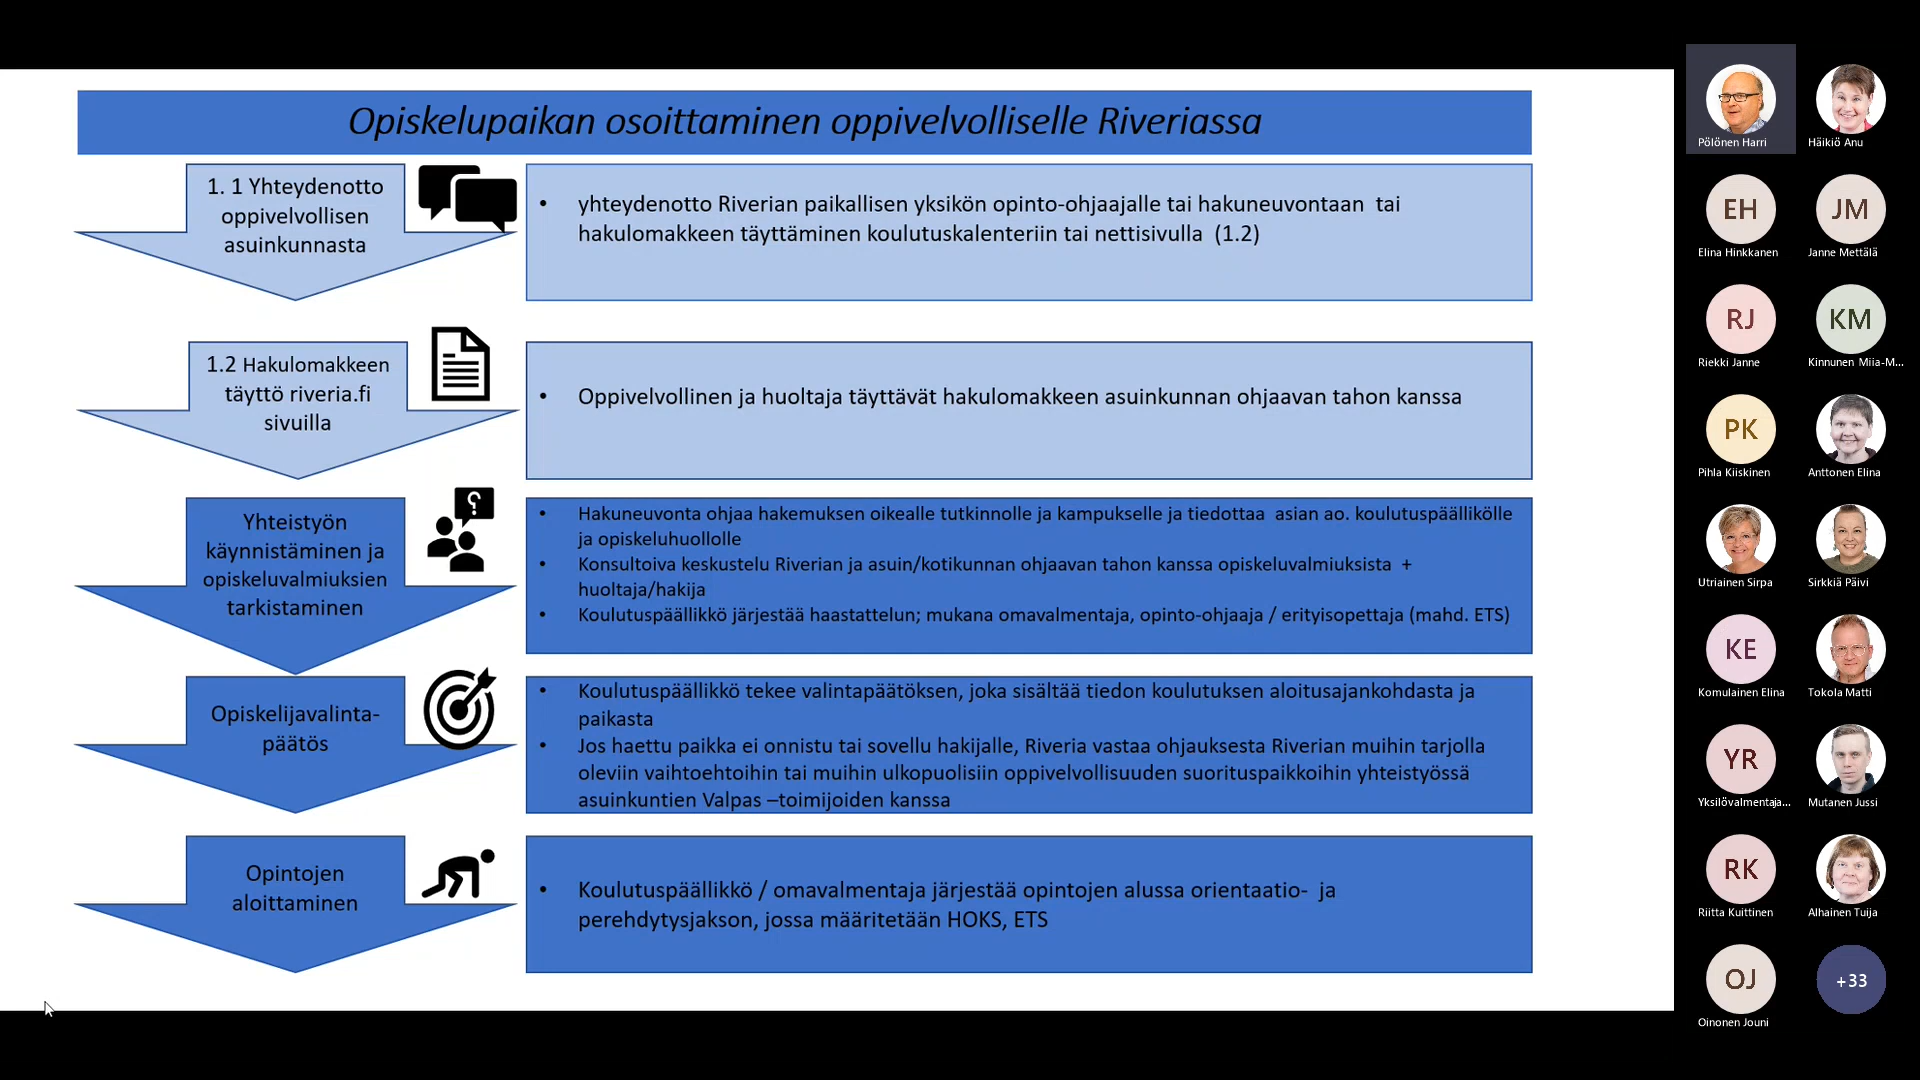 Opiskelupaikan osoittaminen oppivelvolliselle Riveriassa
1. 1 Yhteydenotto
oppivelvollisen
asuinkunnasta
• yhteydenotto Riverian paikallisen yksikön opinto-ohjaajalle tai hakuneuvontaan tai
hakulomakkeen täyttäminen koulutuskalenteriin tai nettisivulla (1.2)
1.2 Hakulomakkeen
täyttö riveria.fi
sivuilla
• Oppivelvollinen ja huoltaja täyttävät hakulomakkeen asuinkunnan ohjaavan tahon kanssa
Yhteistyön
käynnistäminen ja
opiskeluvalmiuksien
tarkistaminen
?
• Hakuneuvonta ohjaa hakemuksen oikealle tutkinnolle ja kampukselle ja tiedottaa asian ao. koulutuspäällikölle
ja opiskeluhuollolle
• Konsultoiva keskustelu Riverian ja asuin/kotikunnan ohjaavan tahon kanssa opiskeluvalmiuksista +
huoltaja/hakija
• Koulutuspäällikkö järjestää haastattelun; mukana omavalmentaja, opinto-ohjaaja / erityisopettaja (mahd. ETS)
Opiskelijavalinta-
päätös
• Koulutuspäällikkö tekee valintapäätöksen, joka sisältää tiedon koulutuksen aloitusajankohdasta ja
paikasta
• Jos haettu paikka ei onnistu tai sovellu hakijalle, Riveria vastaa ohjauksesta Riverian muihin tarjolla
oleviin vaihtoehtoihin tai muihin ulkopuolisiin oppivelvollisuuden suorituspaikkoihin yhteistyössä
asuinkuntien Valpas –toimijoiden kanssa
Opintojen
aloittaminen
• Koulutuspäällikkö / omavalmentaja järjestää opintojen alussa orientaatio- ja
perehdytysjakson, jossa määritetään HOKS, ETS
Pölönen Harri
Häikiö Anu
EH
JM
Elina Hinkkanen
Janne Mettälä
RJ
KM
Riekki Janne
Kinnunen Miia-M...
PK
Pihla Kiiskinen
Anttonen Elina
Utriainen Sirpa
Sirkkiä Päivi
KE
Komulainen Elina
Tokola Matti
YR
Yksilövalmentaja...
Mutanen Jussi
RK
Riitta Kuittinen
Alhainen Tuija
OJ
+33
Oinonen Jouni